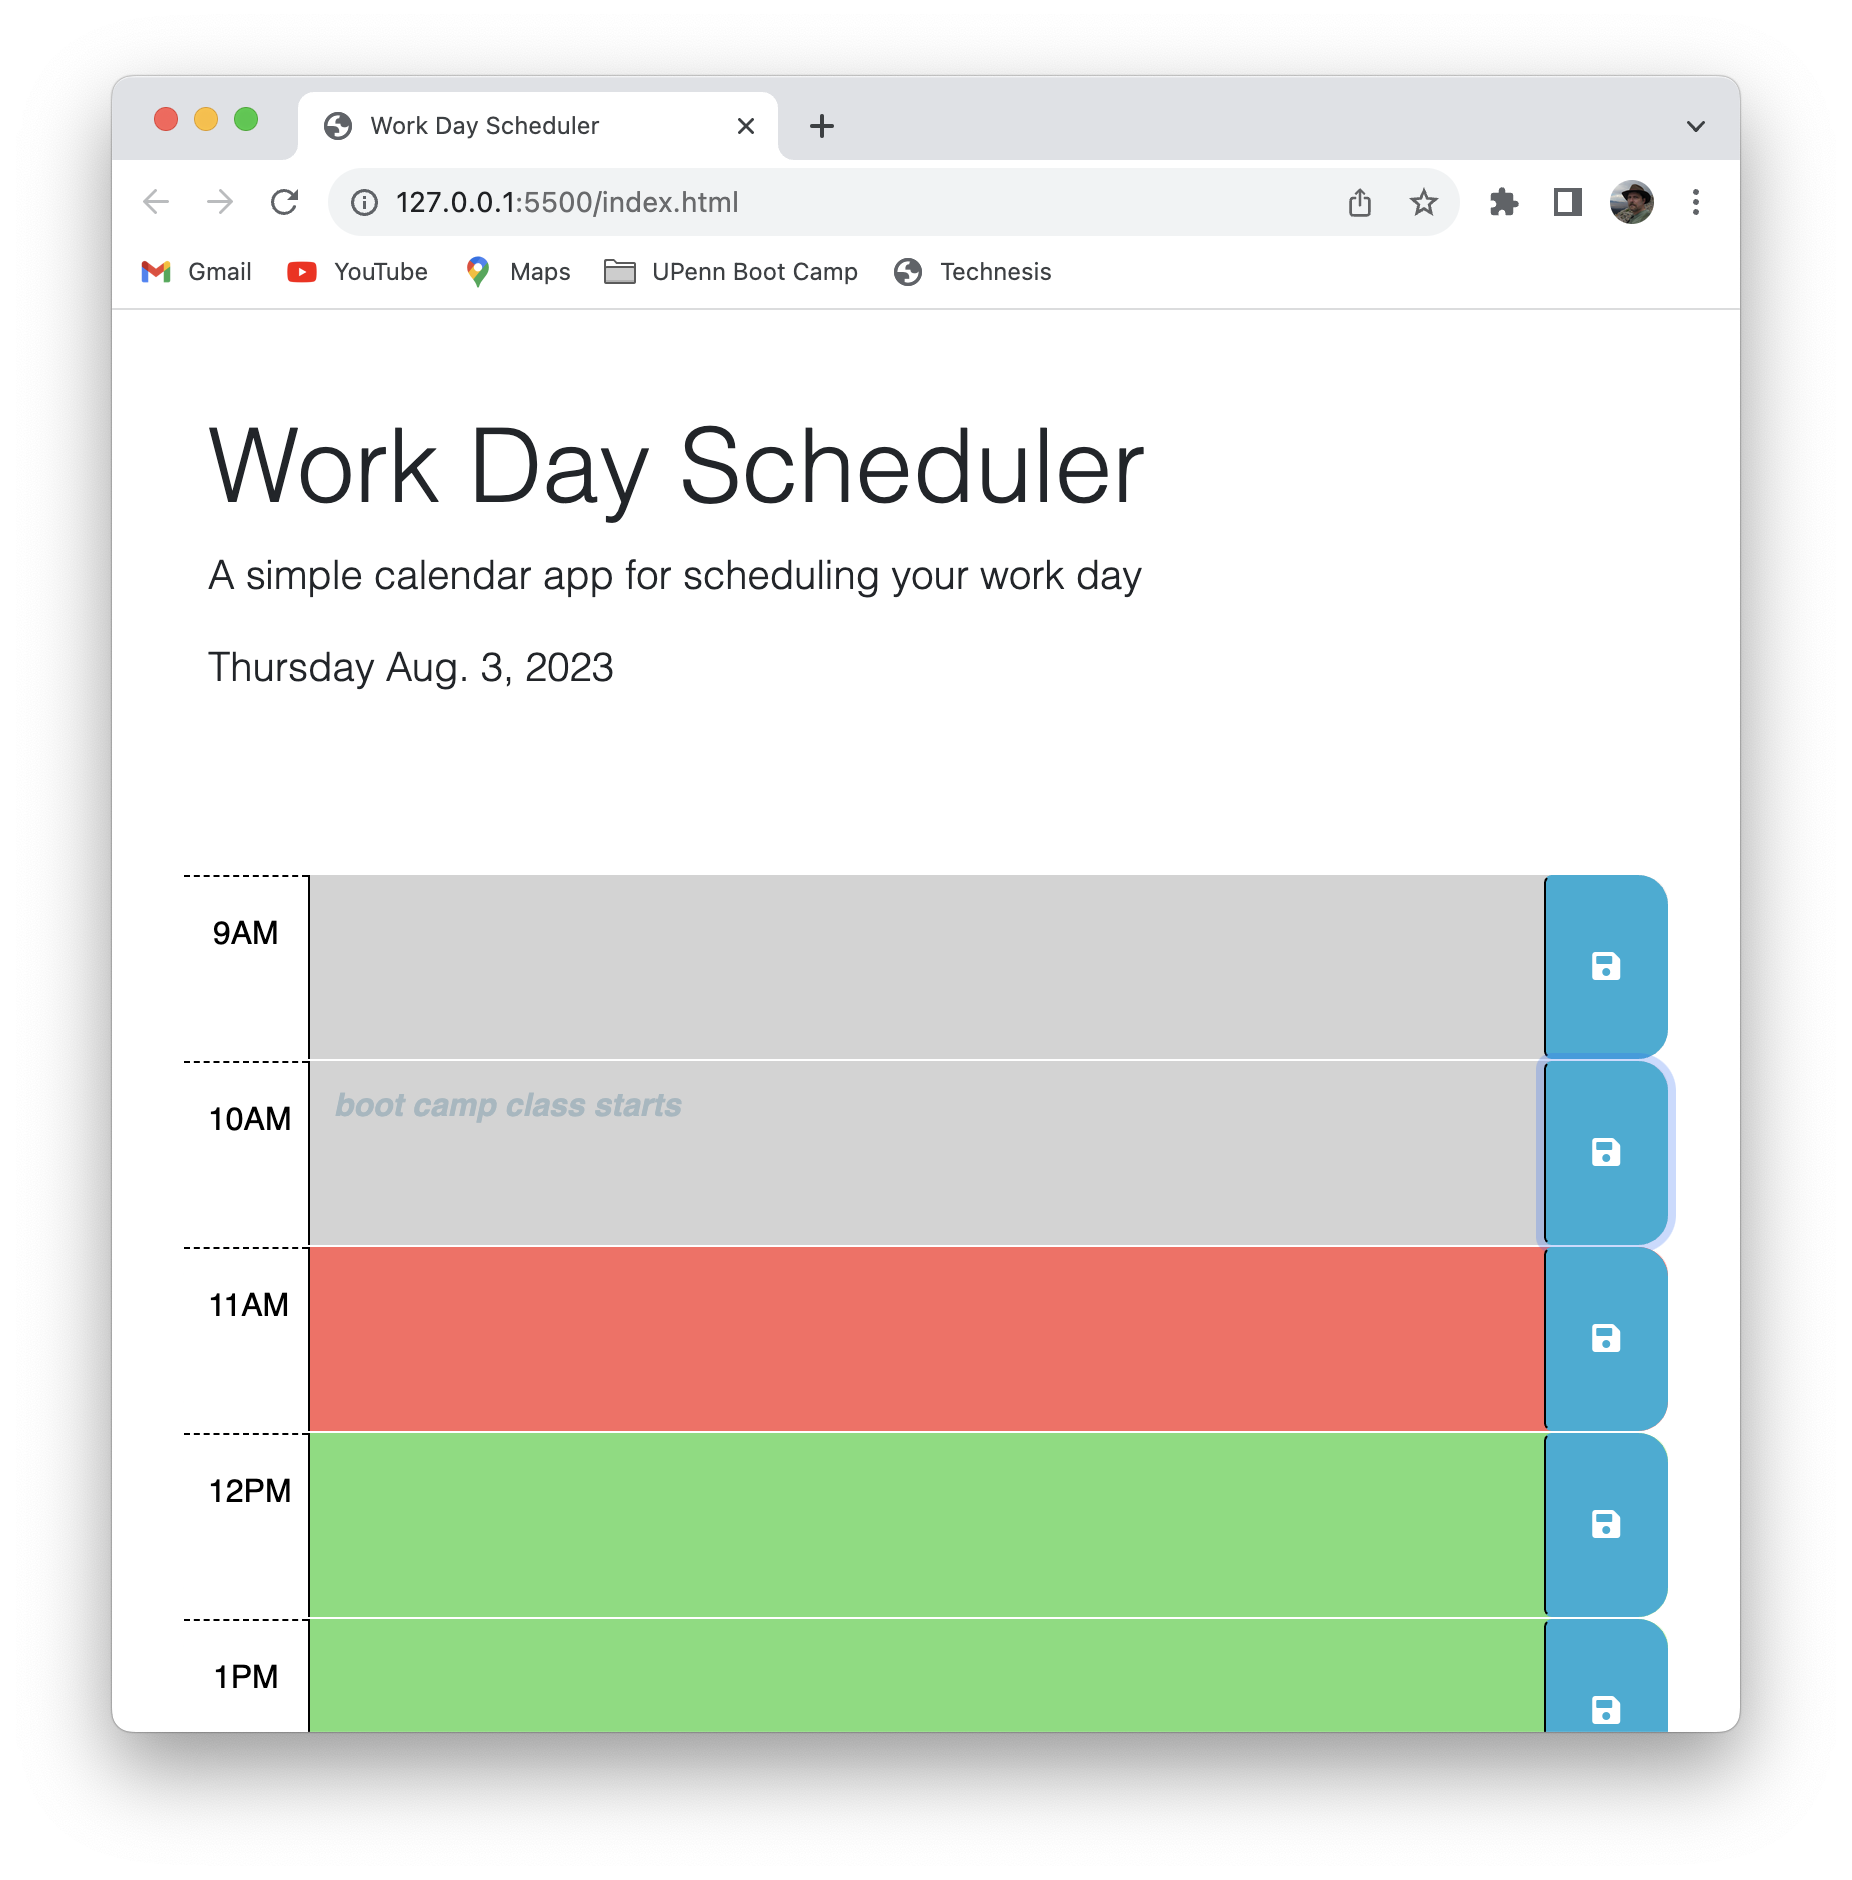 Work Day Scheduler
127.0.0.1:5500/index.html
Gmail YouTube Maps UPenn Boot Camp Technesis
Work Day Scheduler
A simple calendar app for scheduling your work day
Thursday Aug. 3, 2023
9AM
10AM boot camp class starts
11AM
12PM
1PM